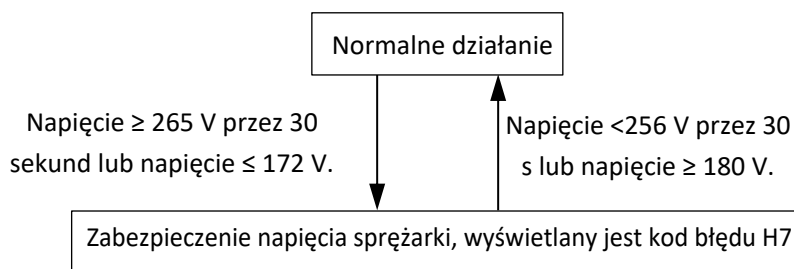 Normalne działanie
Napięcie ≥ 265 V przez 30
sekund lub napięcie ≤ 172 V.
Napięcie <256 V przez 30
s lub napięcie ≥ 180 V.
Zabezpieczenie napięcia sprężarki, wyświetlany jest kod błędu H7